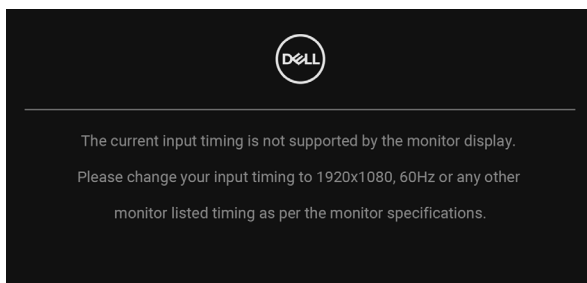 DELL
The current input timing is not supported by the monitor display.
Please change your input timing to 1920x1080, 60Hz or any other
monitor listed timing as per the monitor specifications.